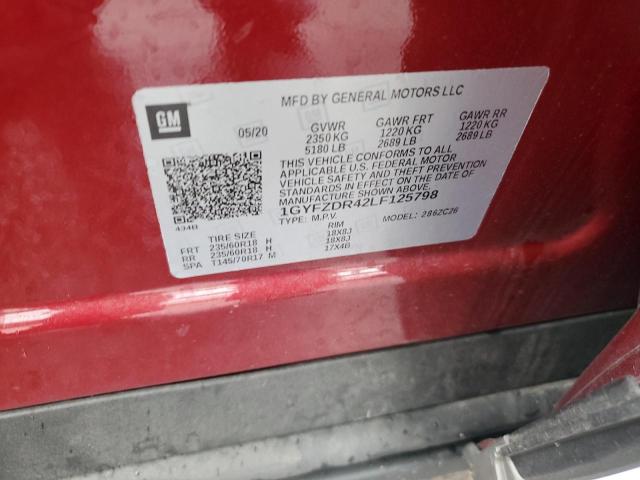 GM
MFD BY GENERAL MOTORS LLC
05/20 GVWR GAWR FRT GAWR RR
2350 KG 1220 KG 1220 KG
5180 LB 2689 LB 2689 LB
THIS VEHICLE CONFORMS TO ALL
APPLICABLE U.S. FEDERAL MOTOR
VEHICLE SAFETY AND THEFT PREVENTION
STANDARDS IN EFFECT ON THE DATE OF
MANUFACTURE SHOWN ABOVE.
1GYFZDR42LF125798
434B TYPE: M.P.V. MODEL: 286ZC26
TIRE SIZE RIM
FRT 235/60R18 H 18X8J
RR 235/60R18 H 18X8J
SPA T145/70R17 M 17X4B